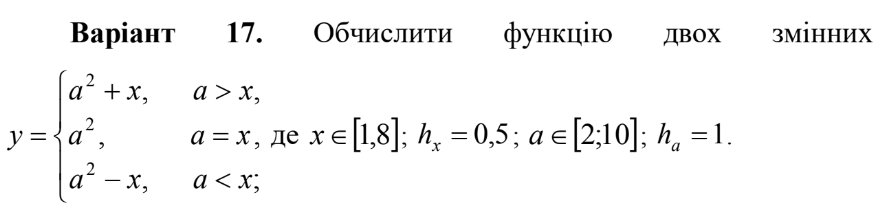 Варіант 17. Обчислити функцію двох змінних
a² + x, a > x,
y = { a², a = x, де x ∈ [1,8]; hₓ = 0,5; a ∈ [2;10]; hₐ = 1.
a² − x, a < x;